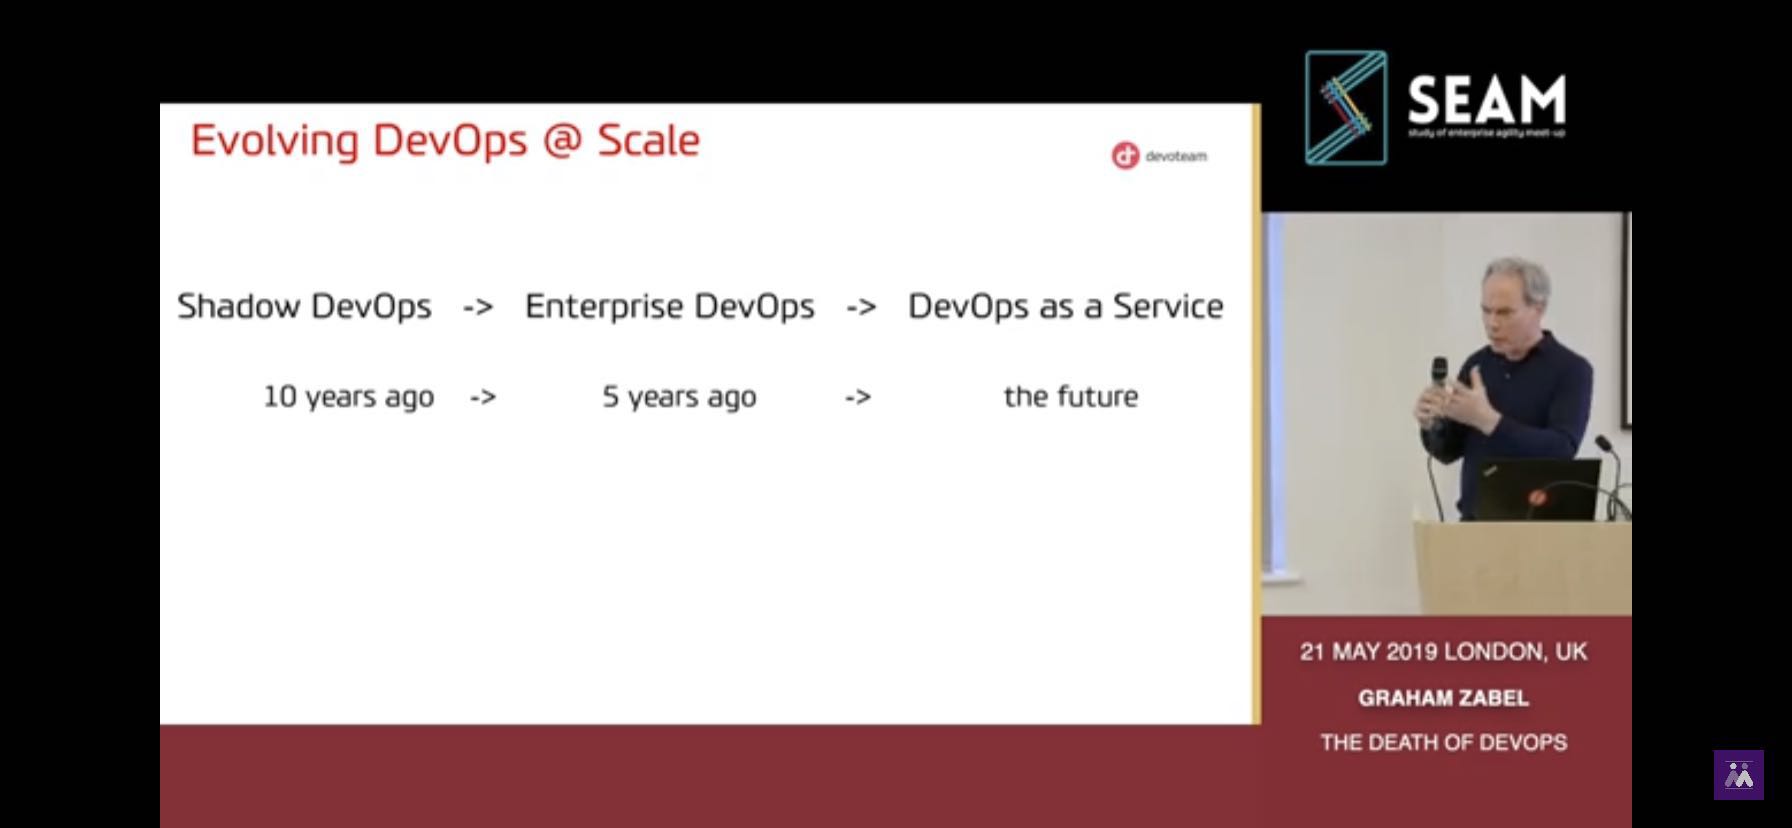 Evolving DevOps @ Scale
devoteam
Shadow DevOps -> Enterprise DevOps -> DevOps as a Service
10 years ago -> 5 years ago -> the future
SEAM
study of enterprise agility meet-up
21 MAY 2019 LONDON, UK
GRAHAM ZABEL
THE DEATH OF DEVOPS